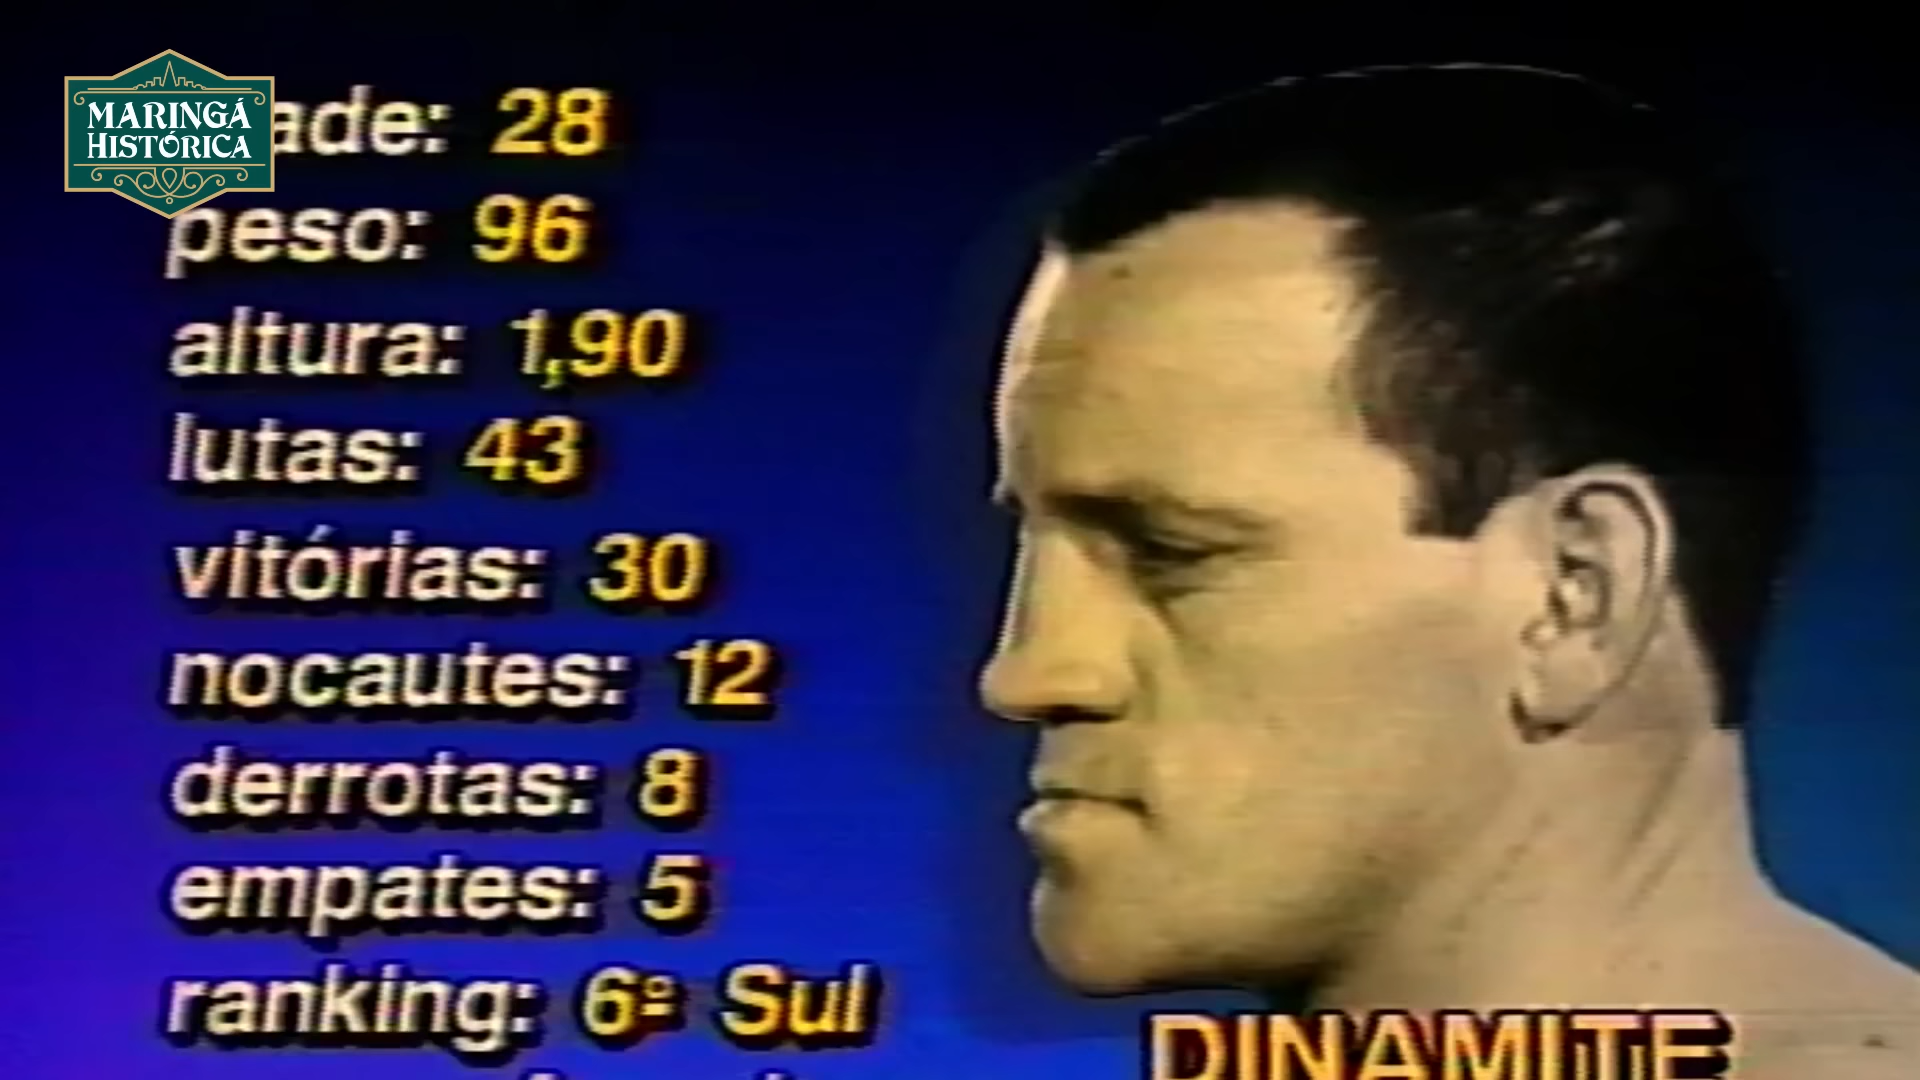 MARINGÁ
HISTÓRICA
ade: 28
peso: 96
altura: 1,90
lutas: 43
vitórias: 30
nocautes: 12
derrotas: 8
empates: 5
ranking: 6º Sul
DINAMITE